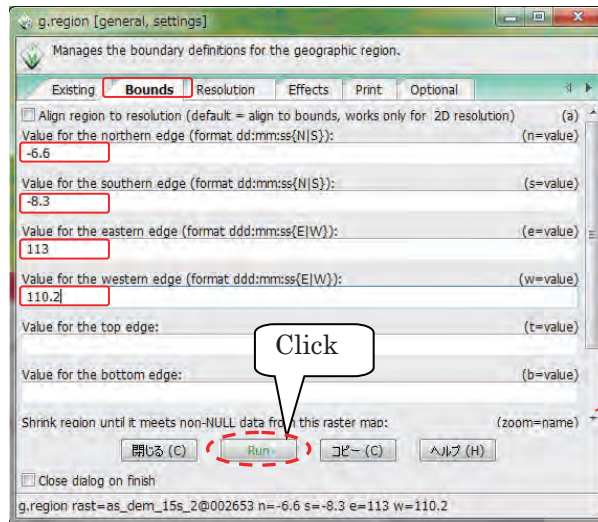 g.region [general, settings]
Manages the boundary definitions for the geographic region.
Existing Bounds Resolution Effects Print Optional
Align region to resolution (default = align to bounds, works only for 2D resolution) (a)
Value for the northern edge (format dd:mm:ss{N|S}): (n=value)
-6.6
Value for the southern edge (format dd:mm:ss{N|S}): (s=value)
-8.3
Value for the eastern edge (format ddd:mm:ss{E|W}): (e=value)
113
Value for the western edge (format ddd:mm:ss{E|W}): (w=value)
110.2
Value for the top edge: (t=value)
Click
Value for the bottom edge: (b=value)
Shrink region until it meets non-NULL data from this raster map: (zoom=name)
閉じる (C) Run コピー (C) ヘルプ (H)
Close dialog on finish
g.region rast=as_dem_15s_2@002653 n=-6.6 s=-8.3 e=113 w=110.2